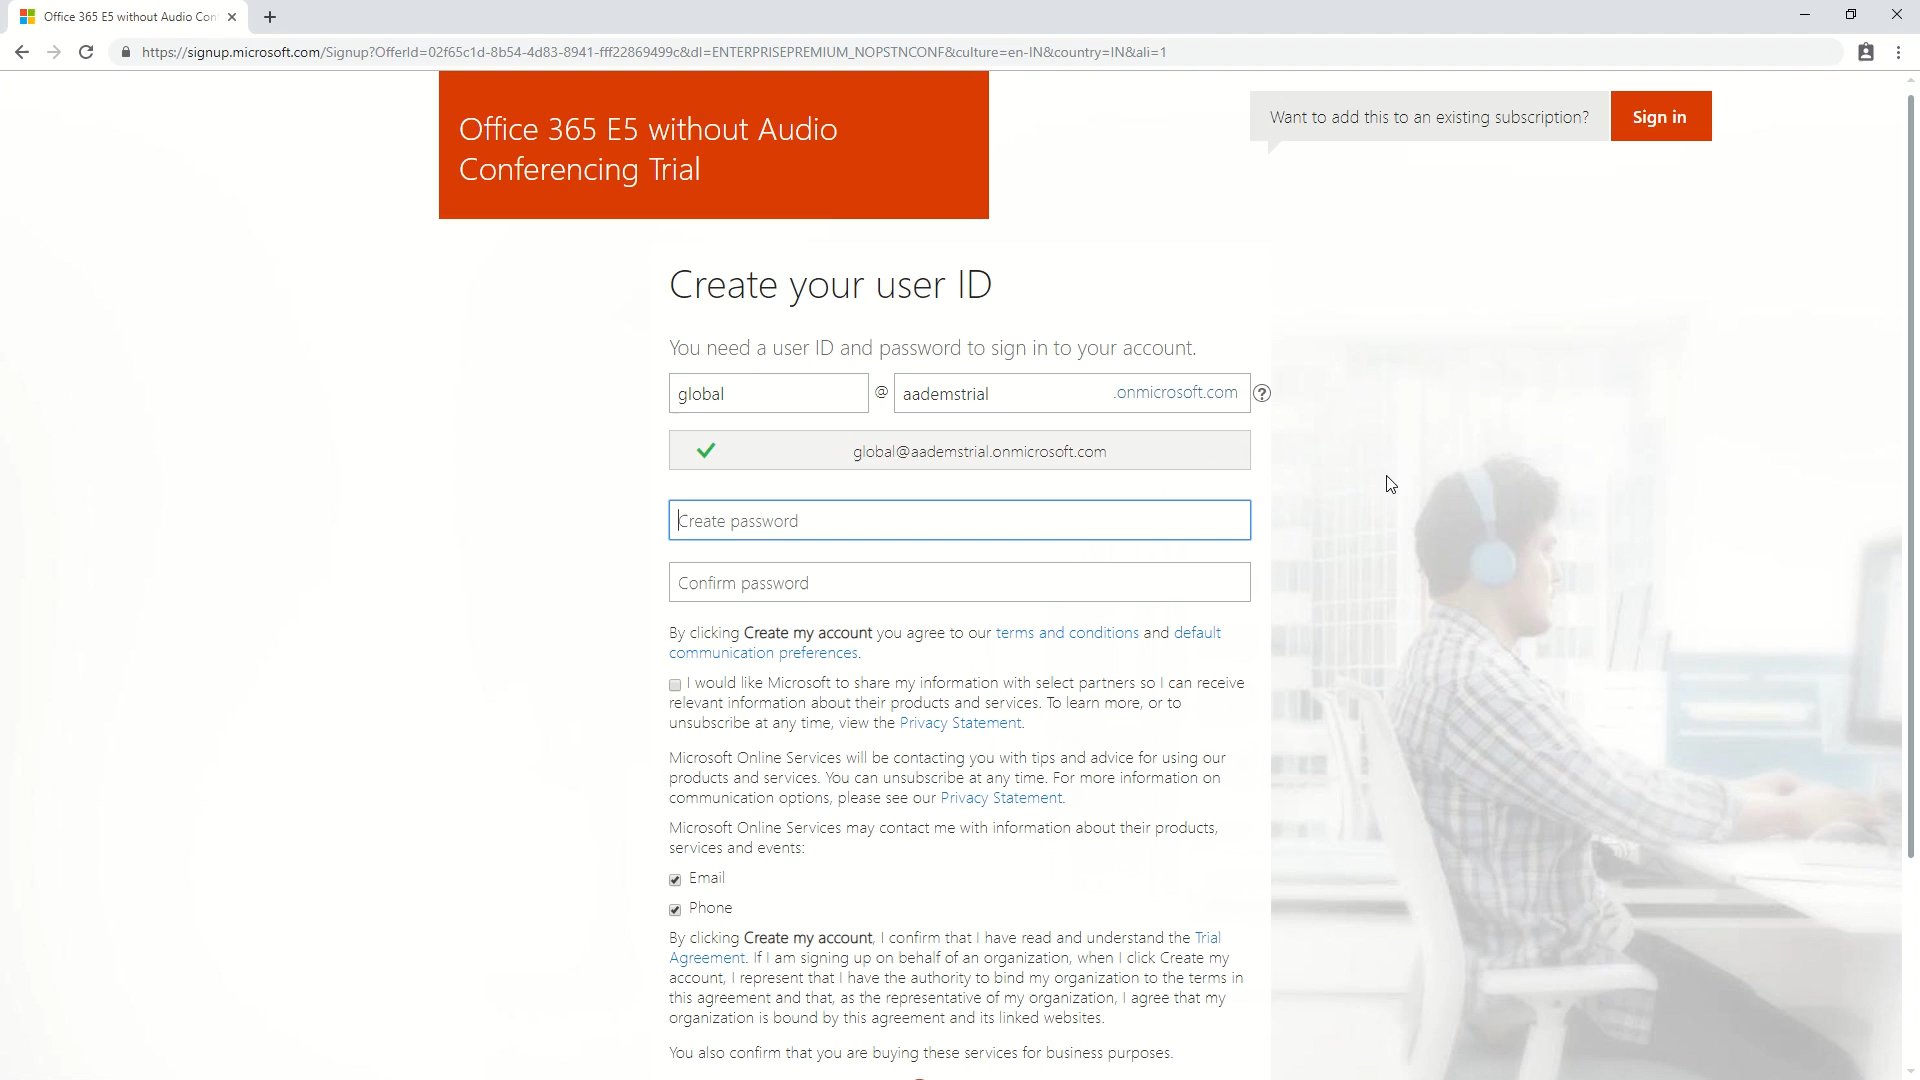 Office 365 E5 without Audio Con
https://signup.microsoft.com/Signup?OfferId=02f65c1d-8b54-4d83-8941-fff22869499c&dl=ENTERPRISEPREMIUM_NOPSTNCONF&culture=en-IN&country=IN&ali=1
Office 365 E5 without Audio
Conferencing Trial
Want to add this to an existing subscription?
Sign in
Create your user ID
You need a user ID and password to sign in to your account.
global @ aademstrial .onmicrosoft.com ?
global@aademstrial.onmicrosoft.com
Create password
Confirm password
By clicking Create my account you agree to our terms and conditions and default
communication preferences.
I would like Microsoft to share my information with select partners so I can receive
relevant information about their products and services. To learn more, or to
unsubscribe at any time, view the Privacy Statement.
Microsoft Online Services will be contacting you with tips and advice for using our
products and services. You can unsubscribe at any time. For more information on
communication options, please see our Privacy Statement.
Microsoft Online Services may contact me with information about their products,
services and events:
Email
Phone
By clicking Create my account, I confirm that I have read and understand the Trial
Agreement. If I am signing up on behalf of an organization, when I click Create my
account, I represent that I have the authority to bind my organization to the terms in
this agreement and that, as the representative of my organization, I agree that my
organization is bound by this agreement and its linked websites.
You also confirm that you are buying these services for business purposes.